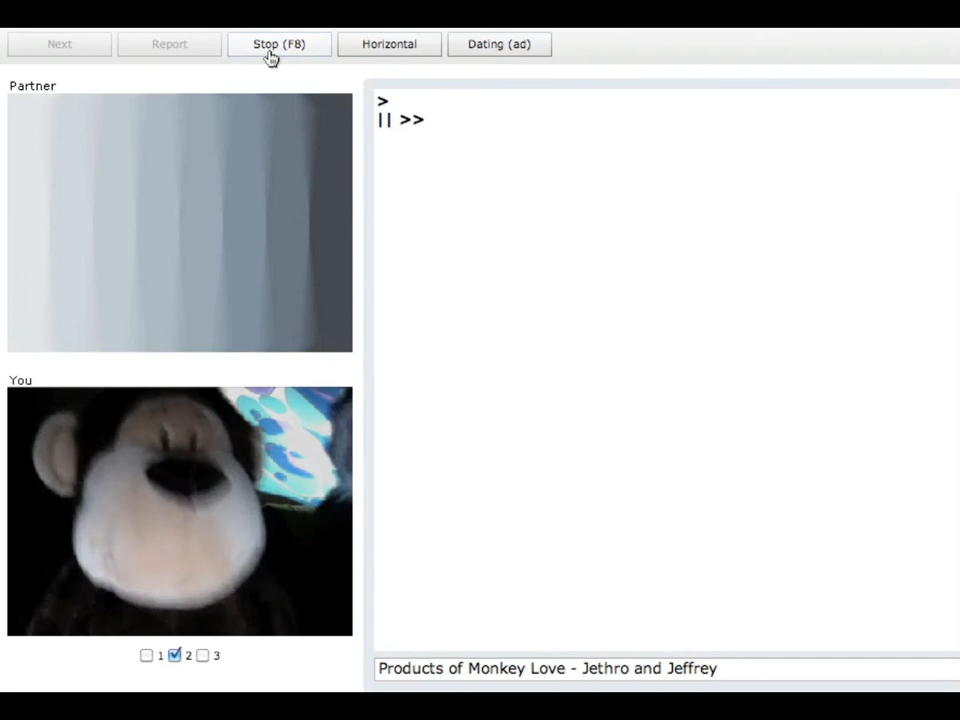 Next Report Stop (F8) Horizontal Dating (ad)
Partner
>
|| >>
You
1 2 3
Products of Monkey Love - Jethro and Jeffrey